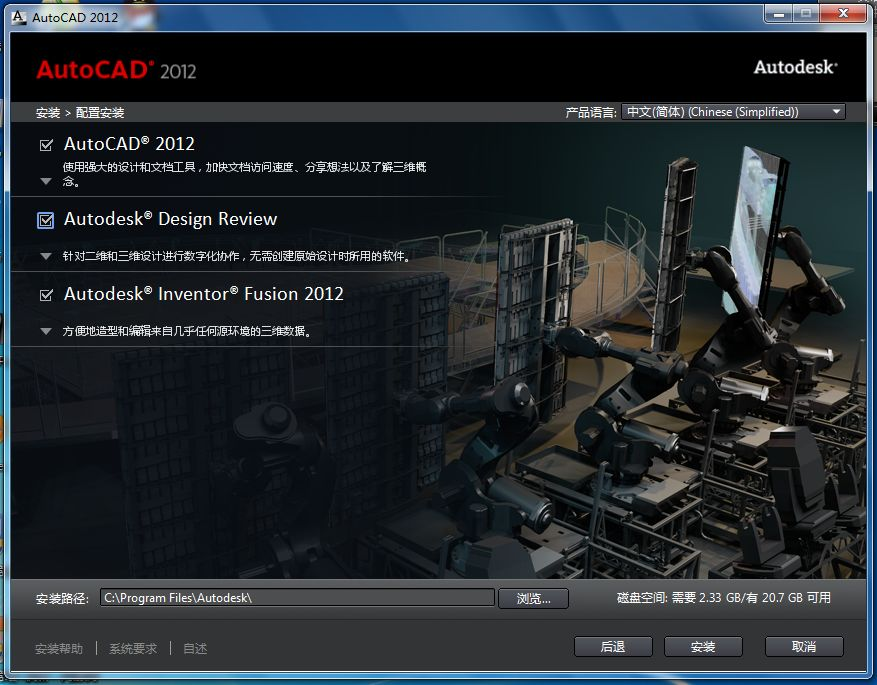 AutoCAD 2012
AutoCAD® 2012
Autodesk®
安装 > 配置安装
产品语言: 中文(简体) (Chinese (Simplified))
AutoCAD® 2012
使用强大的设计和文档工具，加快文档访问速度、分享想法以及了解三维概
念。
Autodesk® Design Review
针对二维和三维设计进行数字化协作，无需创建原始设计时所用的软件。
Autodesk® Inventor® Fusion 2012
方便地造型和编辑来自几乎任何源环境的三维数据。
安装路径: C:\Program Files\Autodesk\ 浏览... 磁盘空间: 需要 2.33 GB/有 20.7 GB 可用
安装帮助 | 系统要求 | 自述 后退 安装 取消